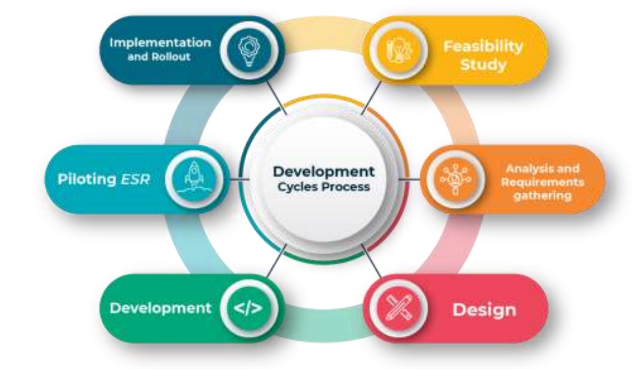 Implementation
and Rollout
Feasibility
Study
Piloting ESR
Development
Cycles Process
Analysis and
Requirements
gathering
Development
</>
Design